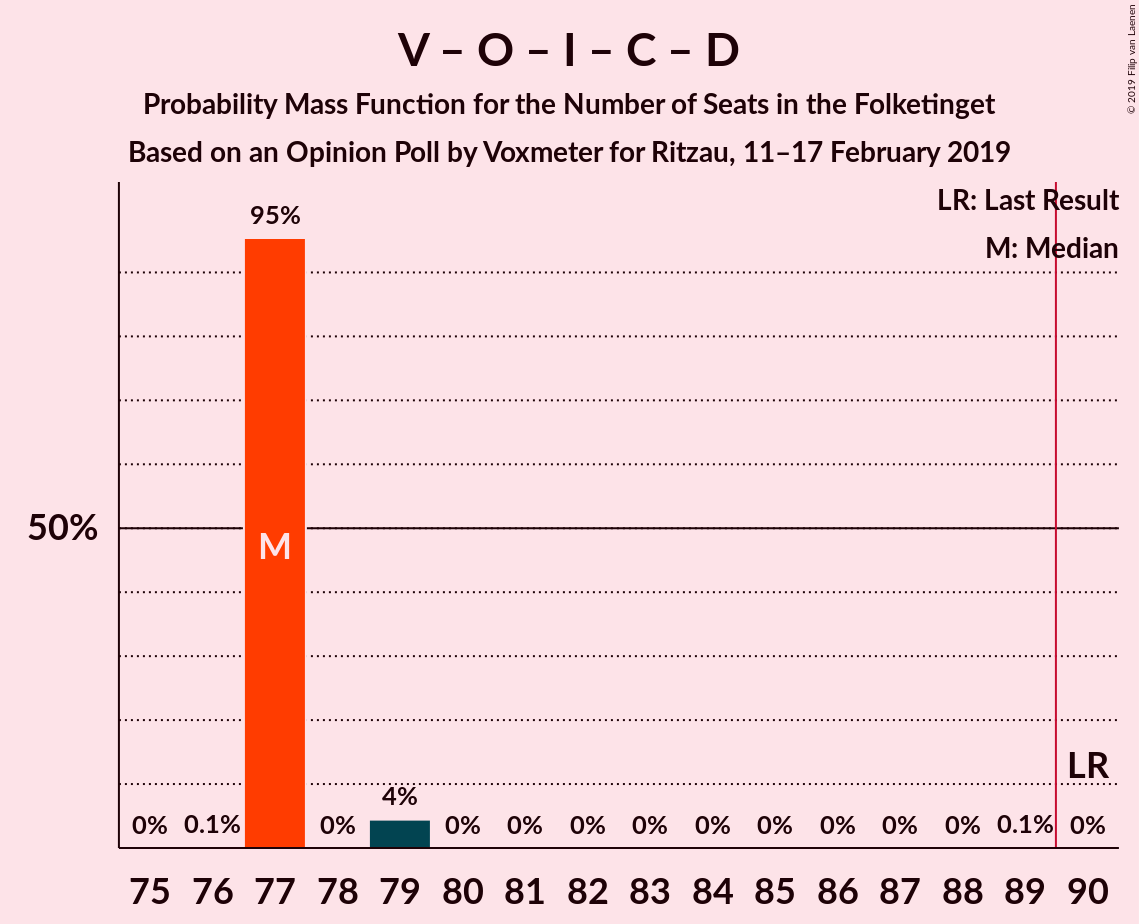 V – O – I – C – D
Probability Mass Function for the Number of Seats in the Folketinget
Based on an Opinion Poll by Voxmeter for Ritzau, 11–17 February 2019
© 2019 Filip van Laenen
LR: Last Result
M: Median
95%
50%
M
LR
4%
0% 0.1% 0% 0% 0% 0% 0% 0% 0% 0% 0% 0% 0.1% 0%
75 76 77 78 79 80 81 82 83 84 85 86 87 88 89 90